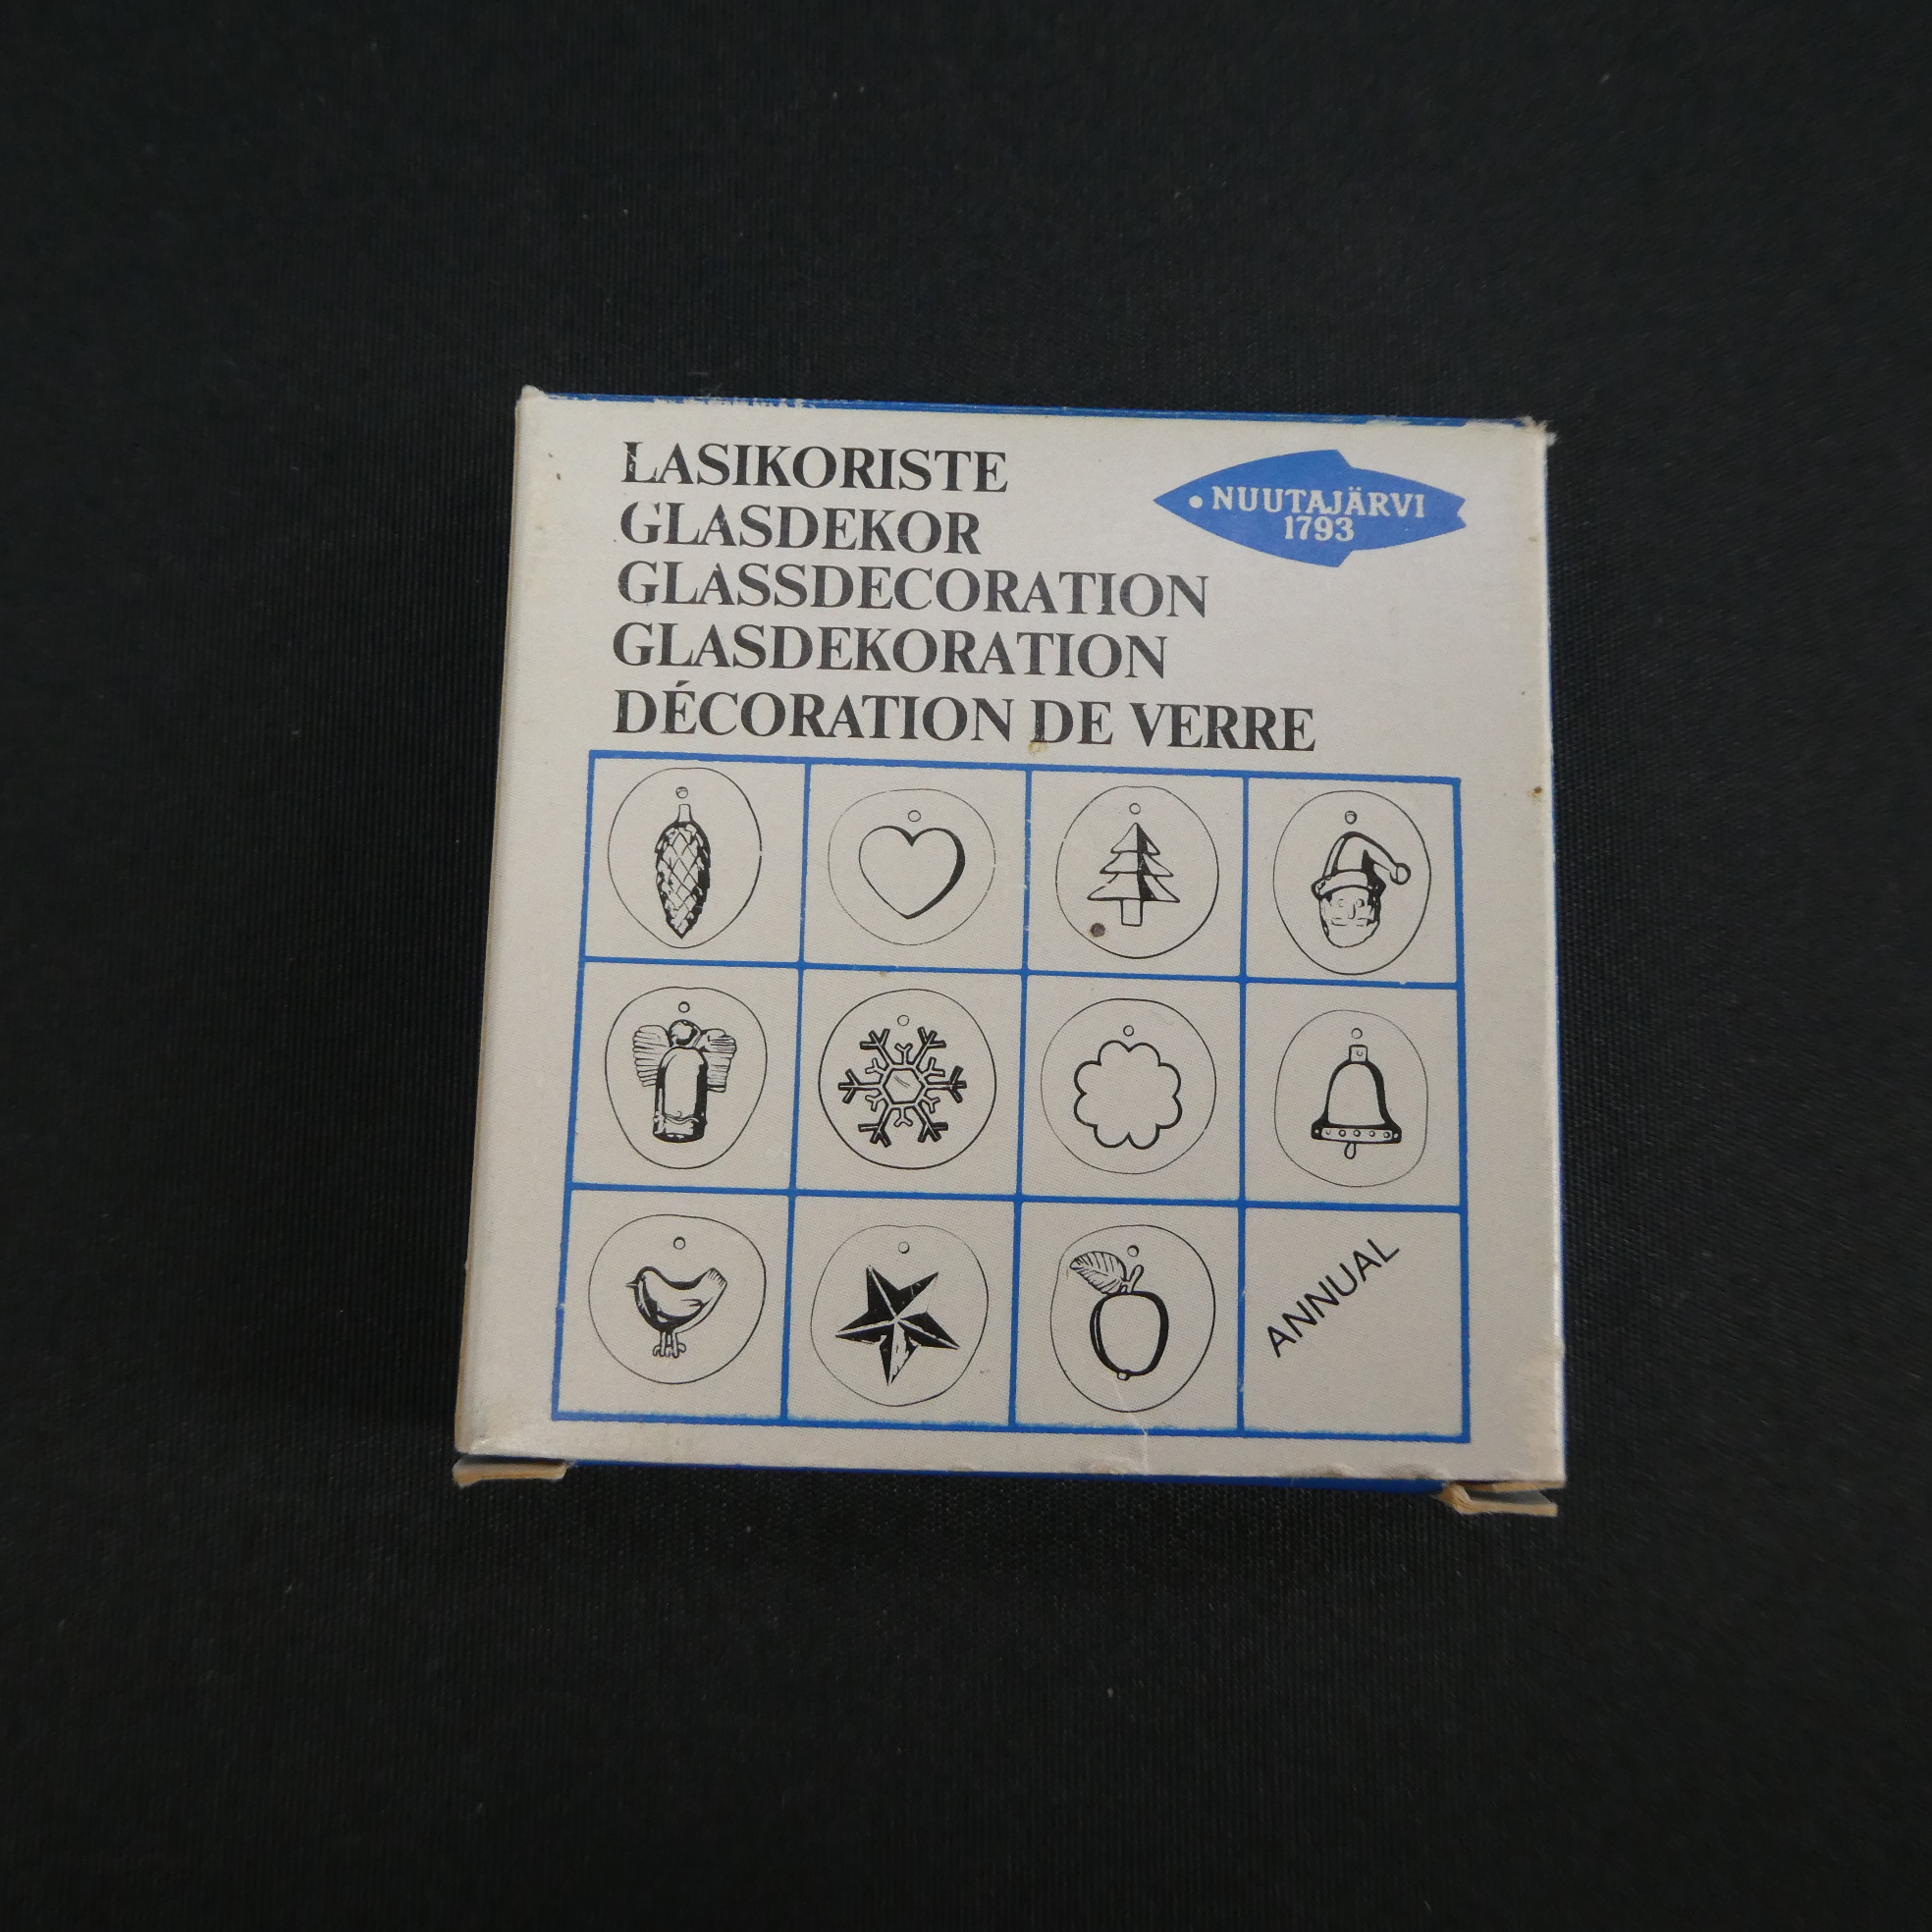 LASIKORISTE
GLASDEKOR
GLASSDECORATION
GLASDEKORATION
DÉCORATION DE VERRE
NUUTAJÄRVI
1793
ANNUAL